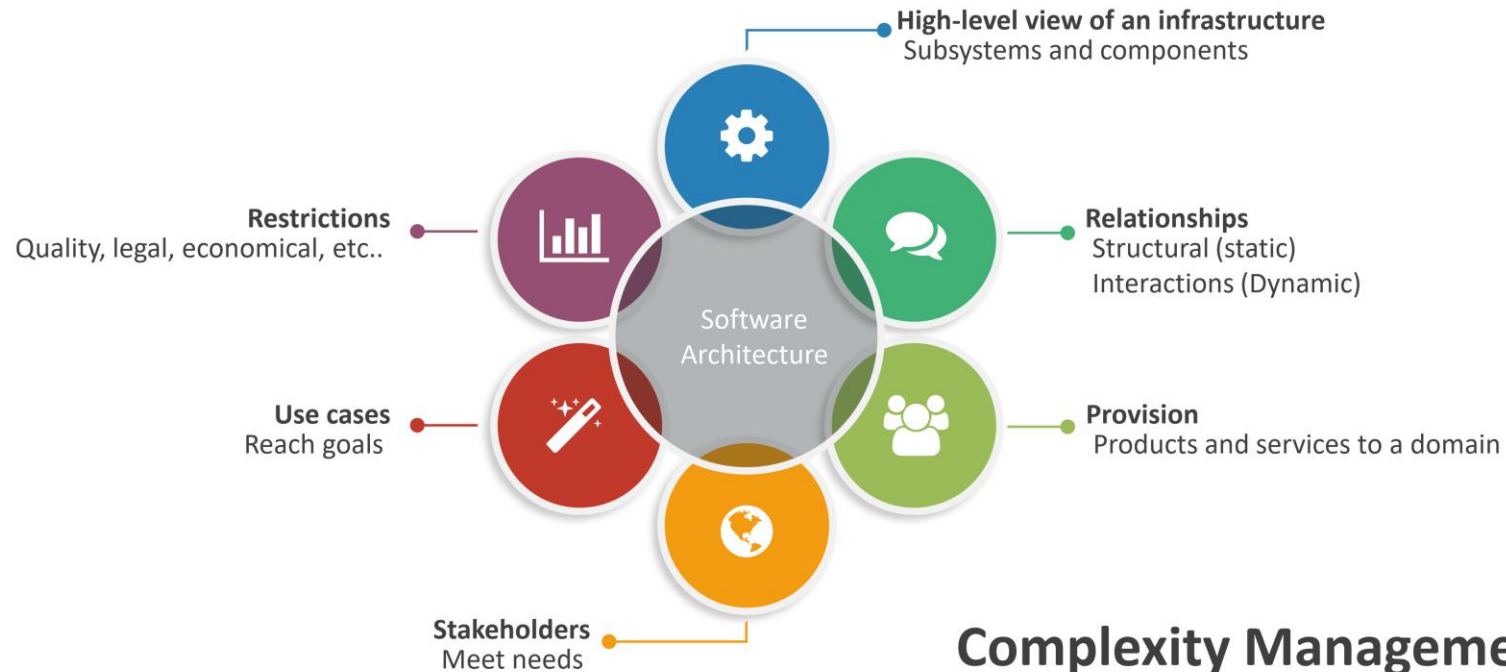 High-level view of an infrastructure
Subsystems and components
Restrictions
Quality, legal, economical, etc..
Relationships
Structural (static)
Interactions (Dynamic)
Software
Architecture
Use cases
Reach goals
Provision
Products and services to a domain
Stakeholders
Meet needs
Complexity